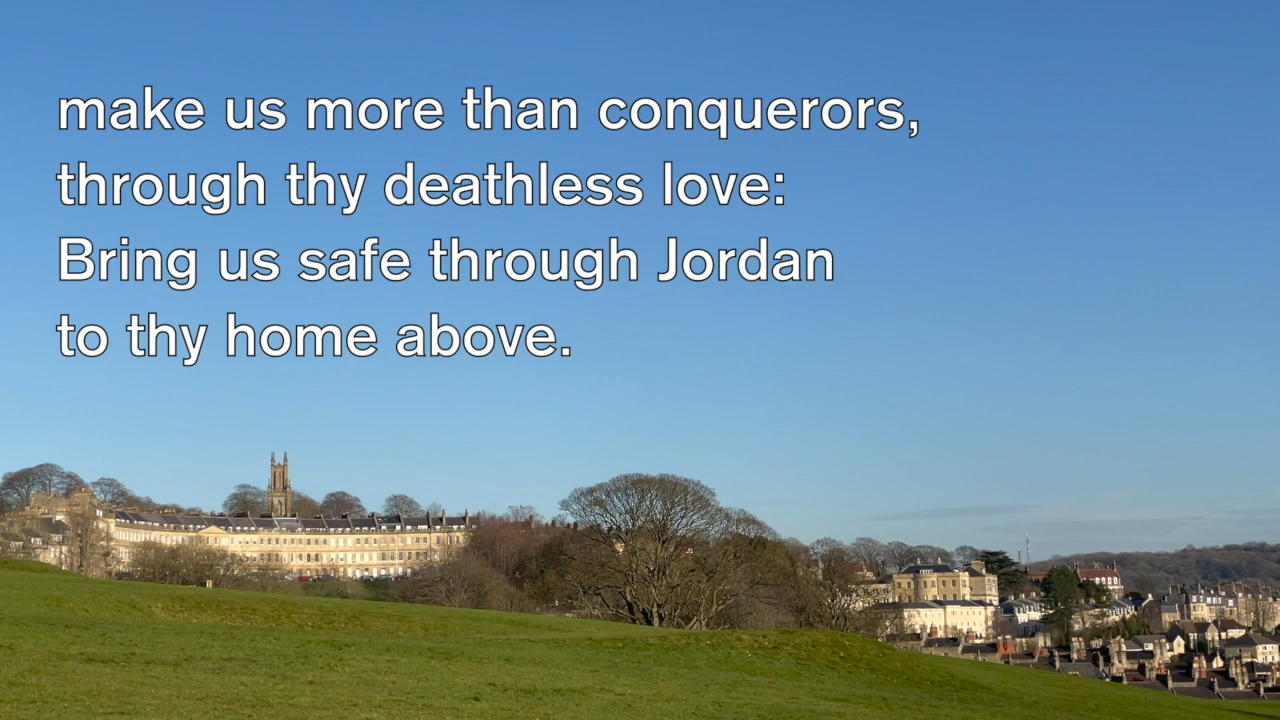 make us more than conquerors,
through thy deathless love:
Bring us safe through Jordan
to thy home above.